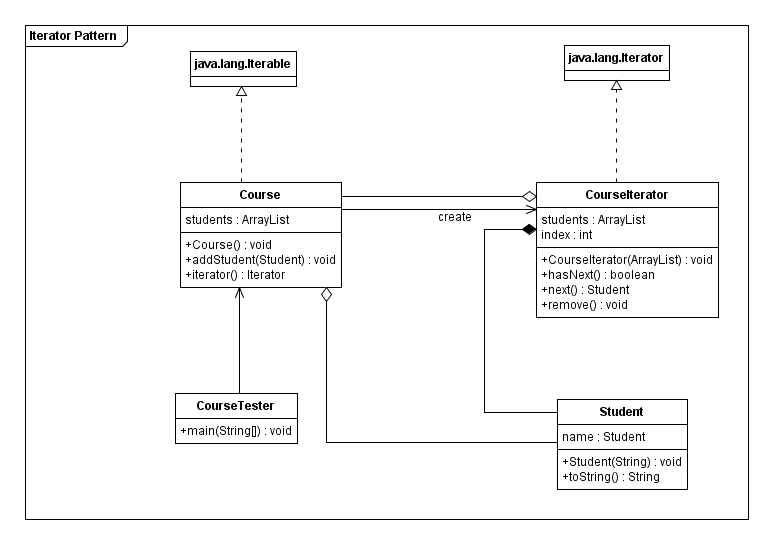 Iterator Pattern
java.lang.Iterable
java.lang.Iterator
Course
students : ArrayList
+Course() : void
+addStudent(Student) : void
+iterator() : Iterator
create
CourseIterator
students : ArrayList
index : int
+CourseIterator(ArrayList) : void
+hasNext() : boolean
+next() : Student
+remove() : void
CourseTester
+main(String[]) : void
Student
name : Student
+Student(String) : void
+toString() : String